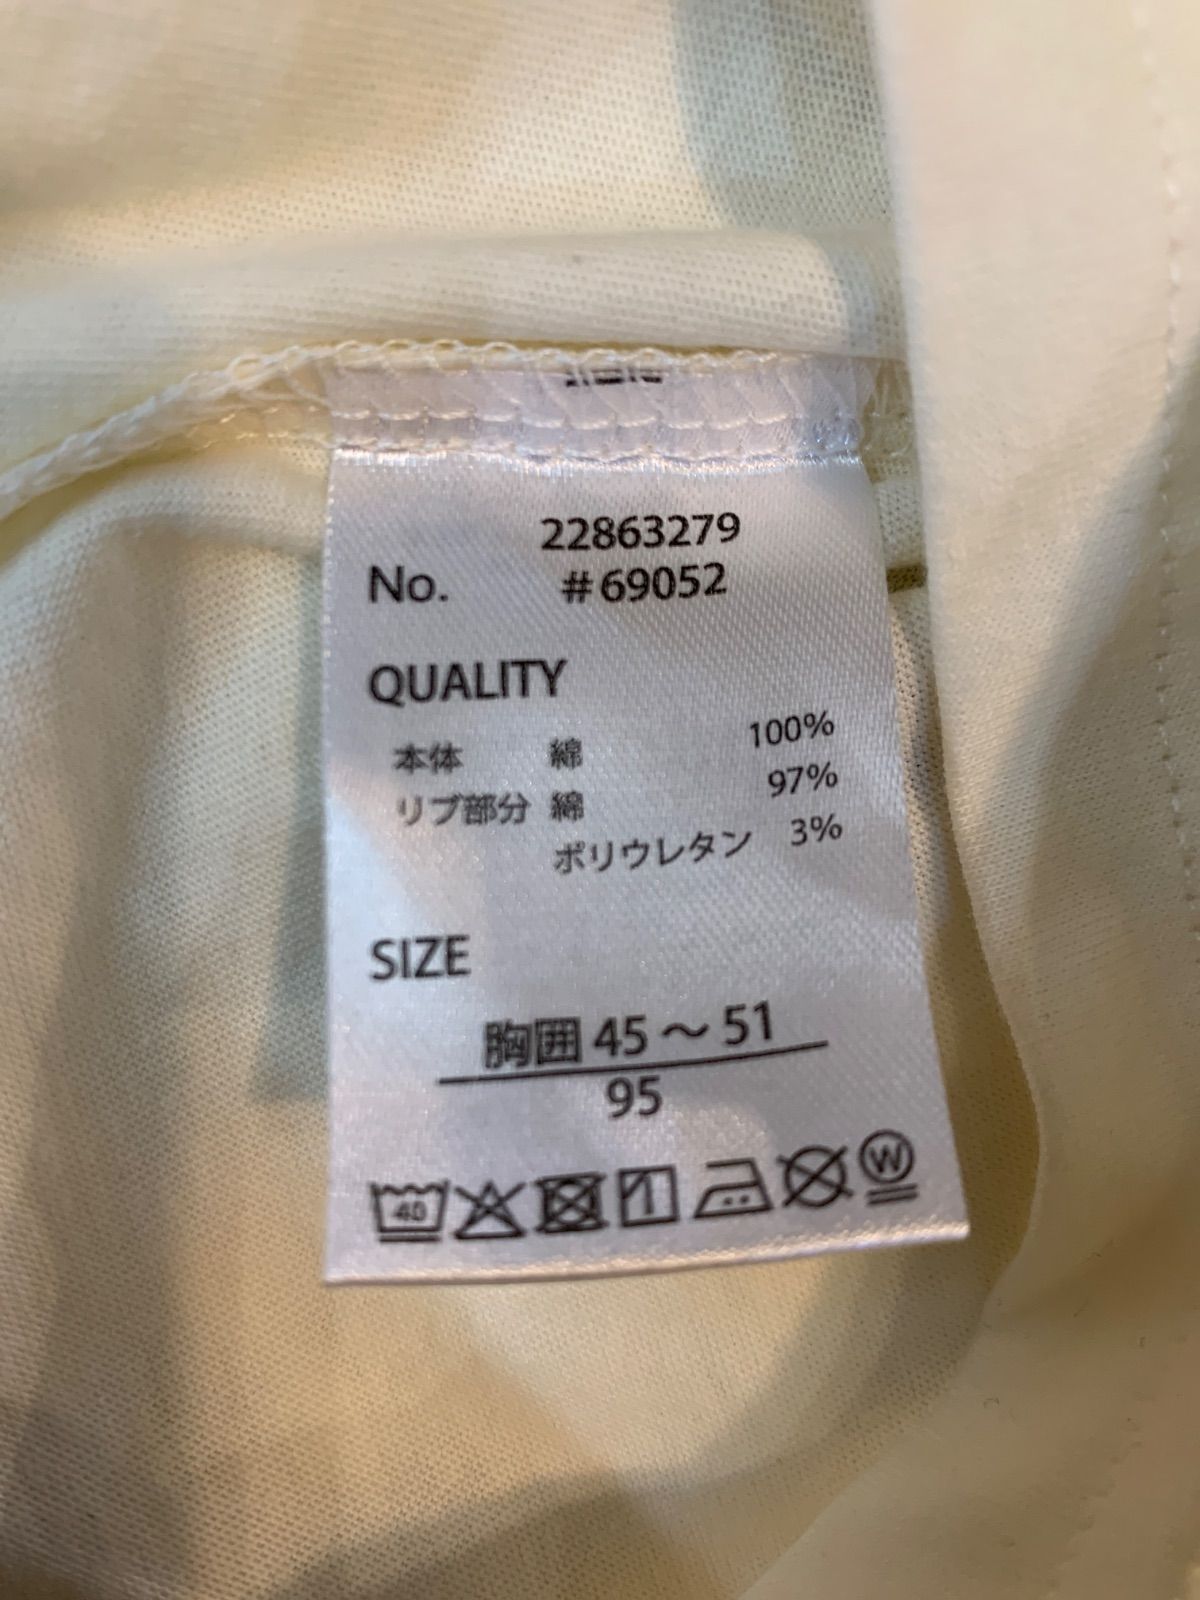 22863279
No. #69052
QUALITY
本体 綿 100%
リブ部分 綿 97%
ポリウレタン 3%
SIZE
胸囲 45～51
95
40
W